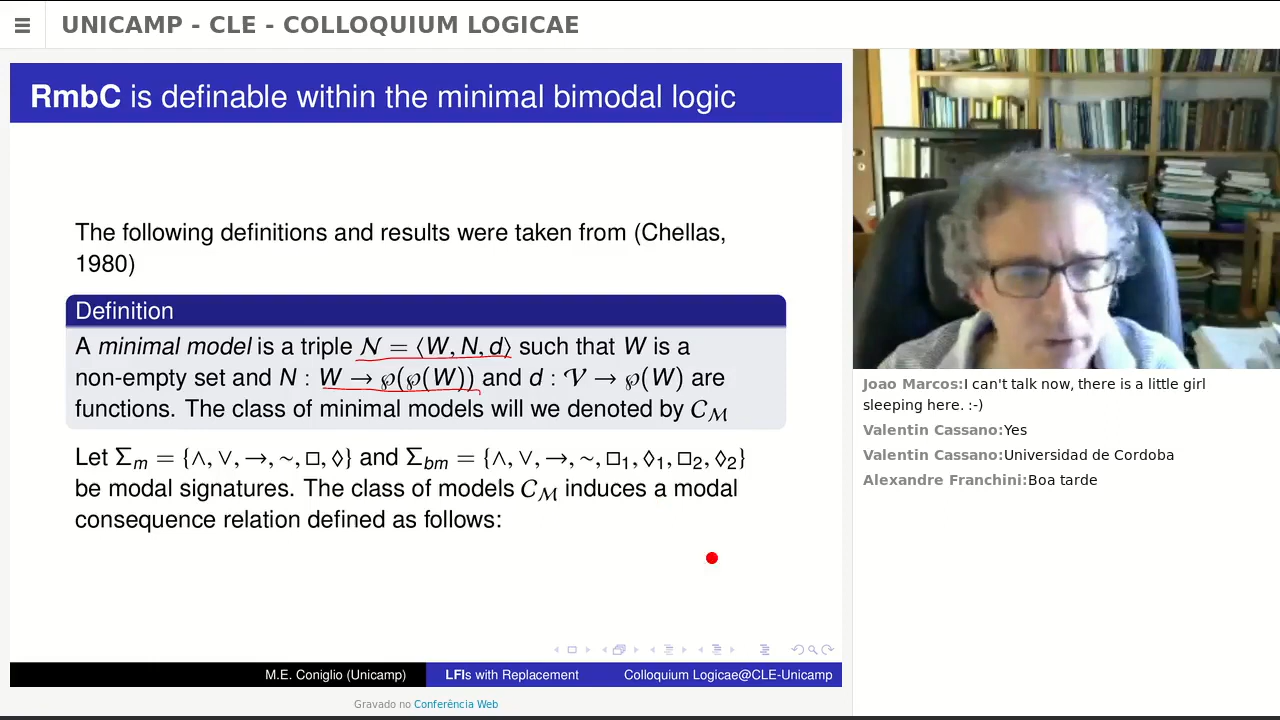 UNICAMP - CLE - COLLOQUIUM LOGICAE
RmbC is definable within the minimal bimodal logic
The following definitions and results were taken from (Chellas,
1980)
Definition
A minimal model is a triple 𝒩 = ⟨W, N, d⟩ such that W is a
non-empty set and N : W → ℘(℘(W)) and d : 𝒱 → ℘(W) are
functions. The class of minimal models will we denoted by 𝒞ℳ
Let Σm = {∧, ∨, →, ∼, □, ◊} and Σbm = {∧, ∨, →, ∼, □1, ◊1, □2, ◊2}
be modal signatures. The class of models 𝒞ℳ induces a modal
consequence relation defined as follows:
M.E. Coniglio (Unicamp) LFIs with Replacement Colloquium Logicae@CLE-Unicamp
Gravado no Conferência Web
Joao Marcos:I can't talk now, there is a little girl
sleeping here. :-)
Valentin Cassano:Yes
Valentin Cassano:Universidad de Cordoba
Alexandre Franchini:Boa tarde